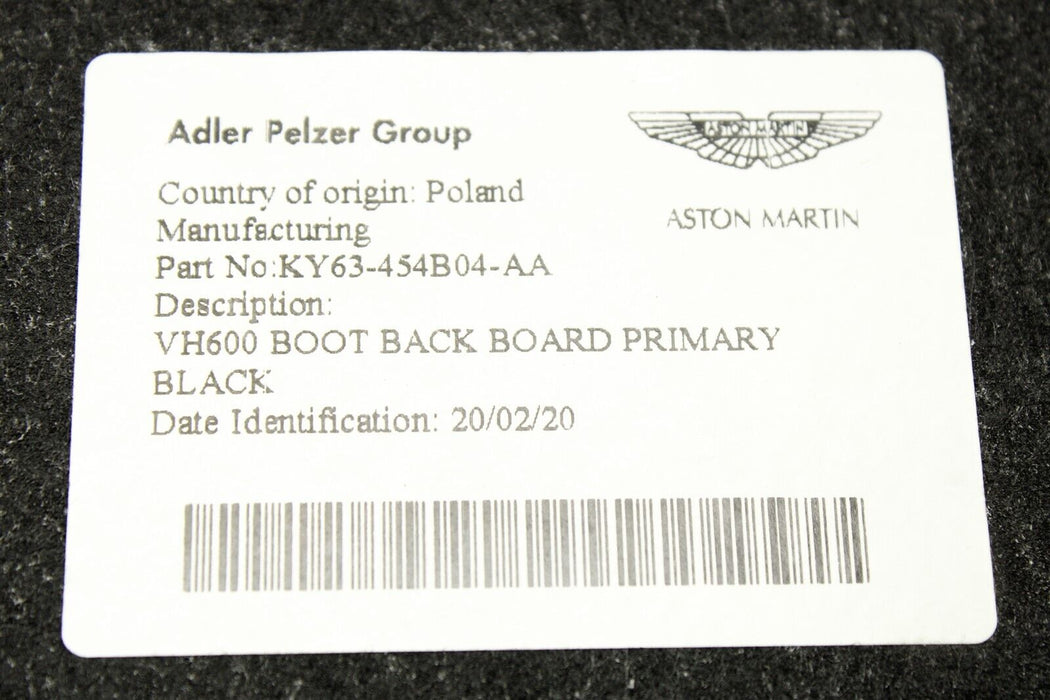 Adler Pelzer Group
ASTON MARTIN
ASTON MARTIN
Country of origin: Poland
Manufacturing
Part No:KY63-454B04-AA
Description:
VH600 BOOT BACK BOARD PRIMARY
BLACK
Date Identification: 20/02/20